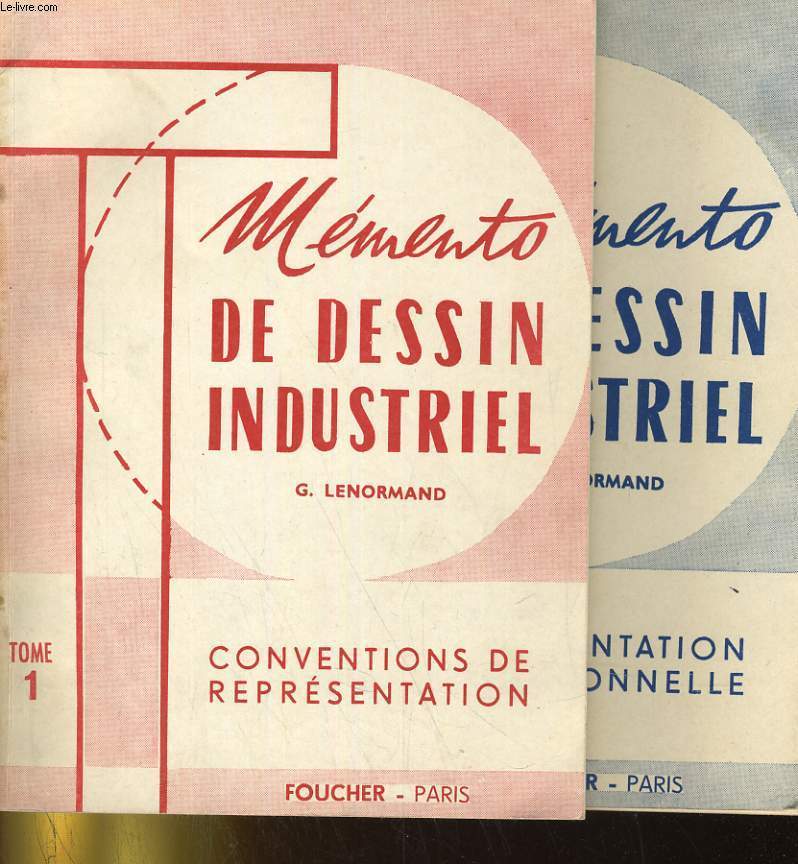 Le-livre.com
Mémento
DE DESSIN
INDUSTRIEL
G. LENORMAND
TOME
1
CONVENTIONS DE
REPRÉSENTATION
FOUCHER - PARIS
mento
ESSIN
STRIEL
ORMAND
NTATION
ONNELLE
R - PARIS